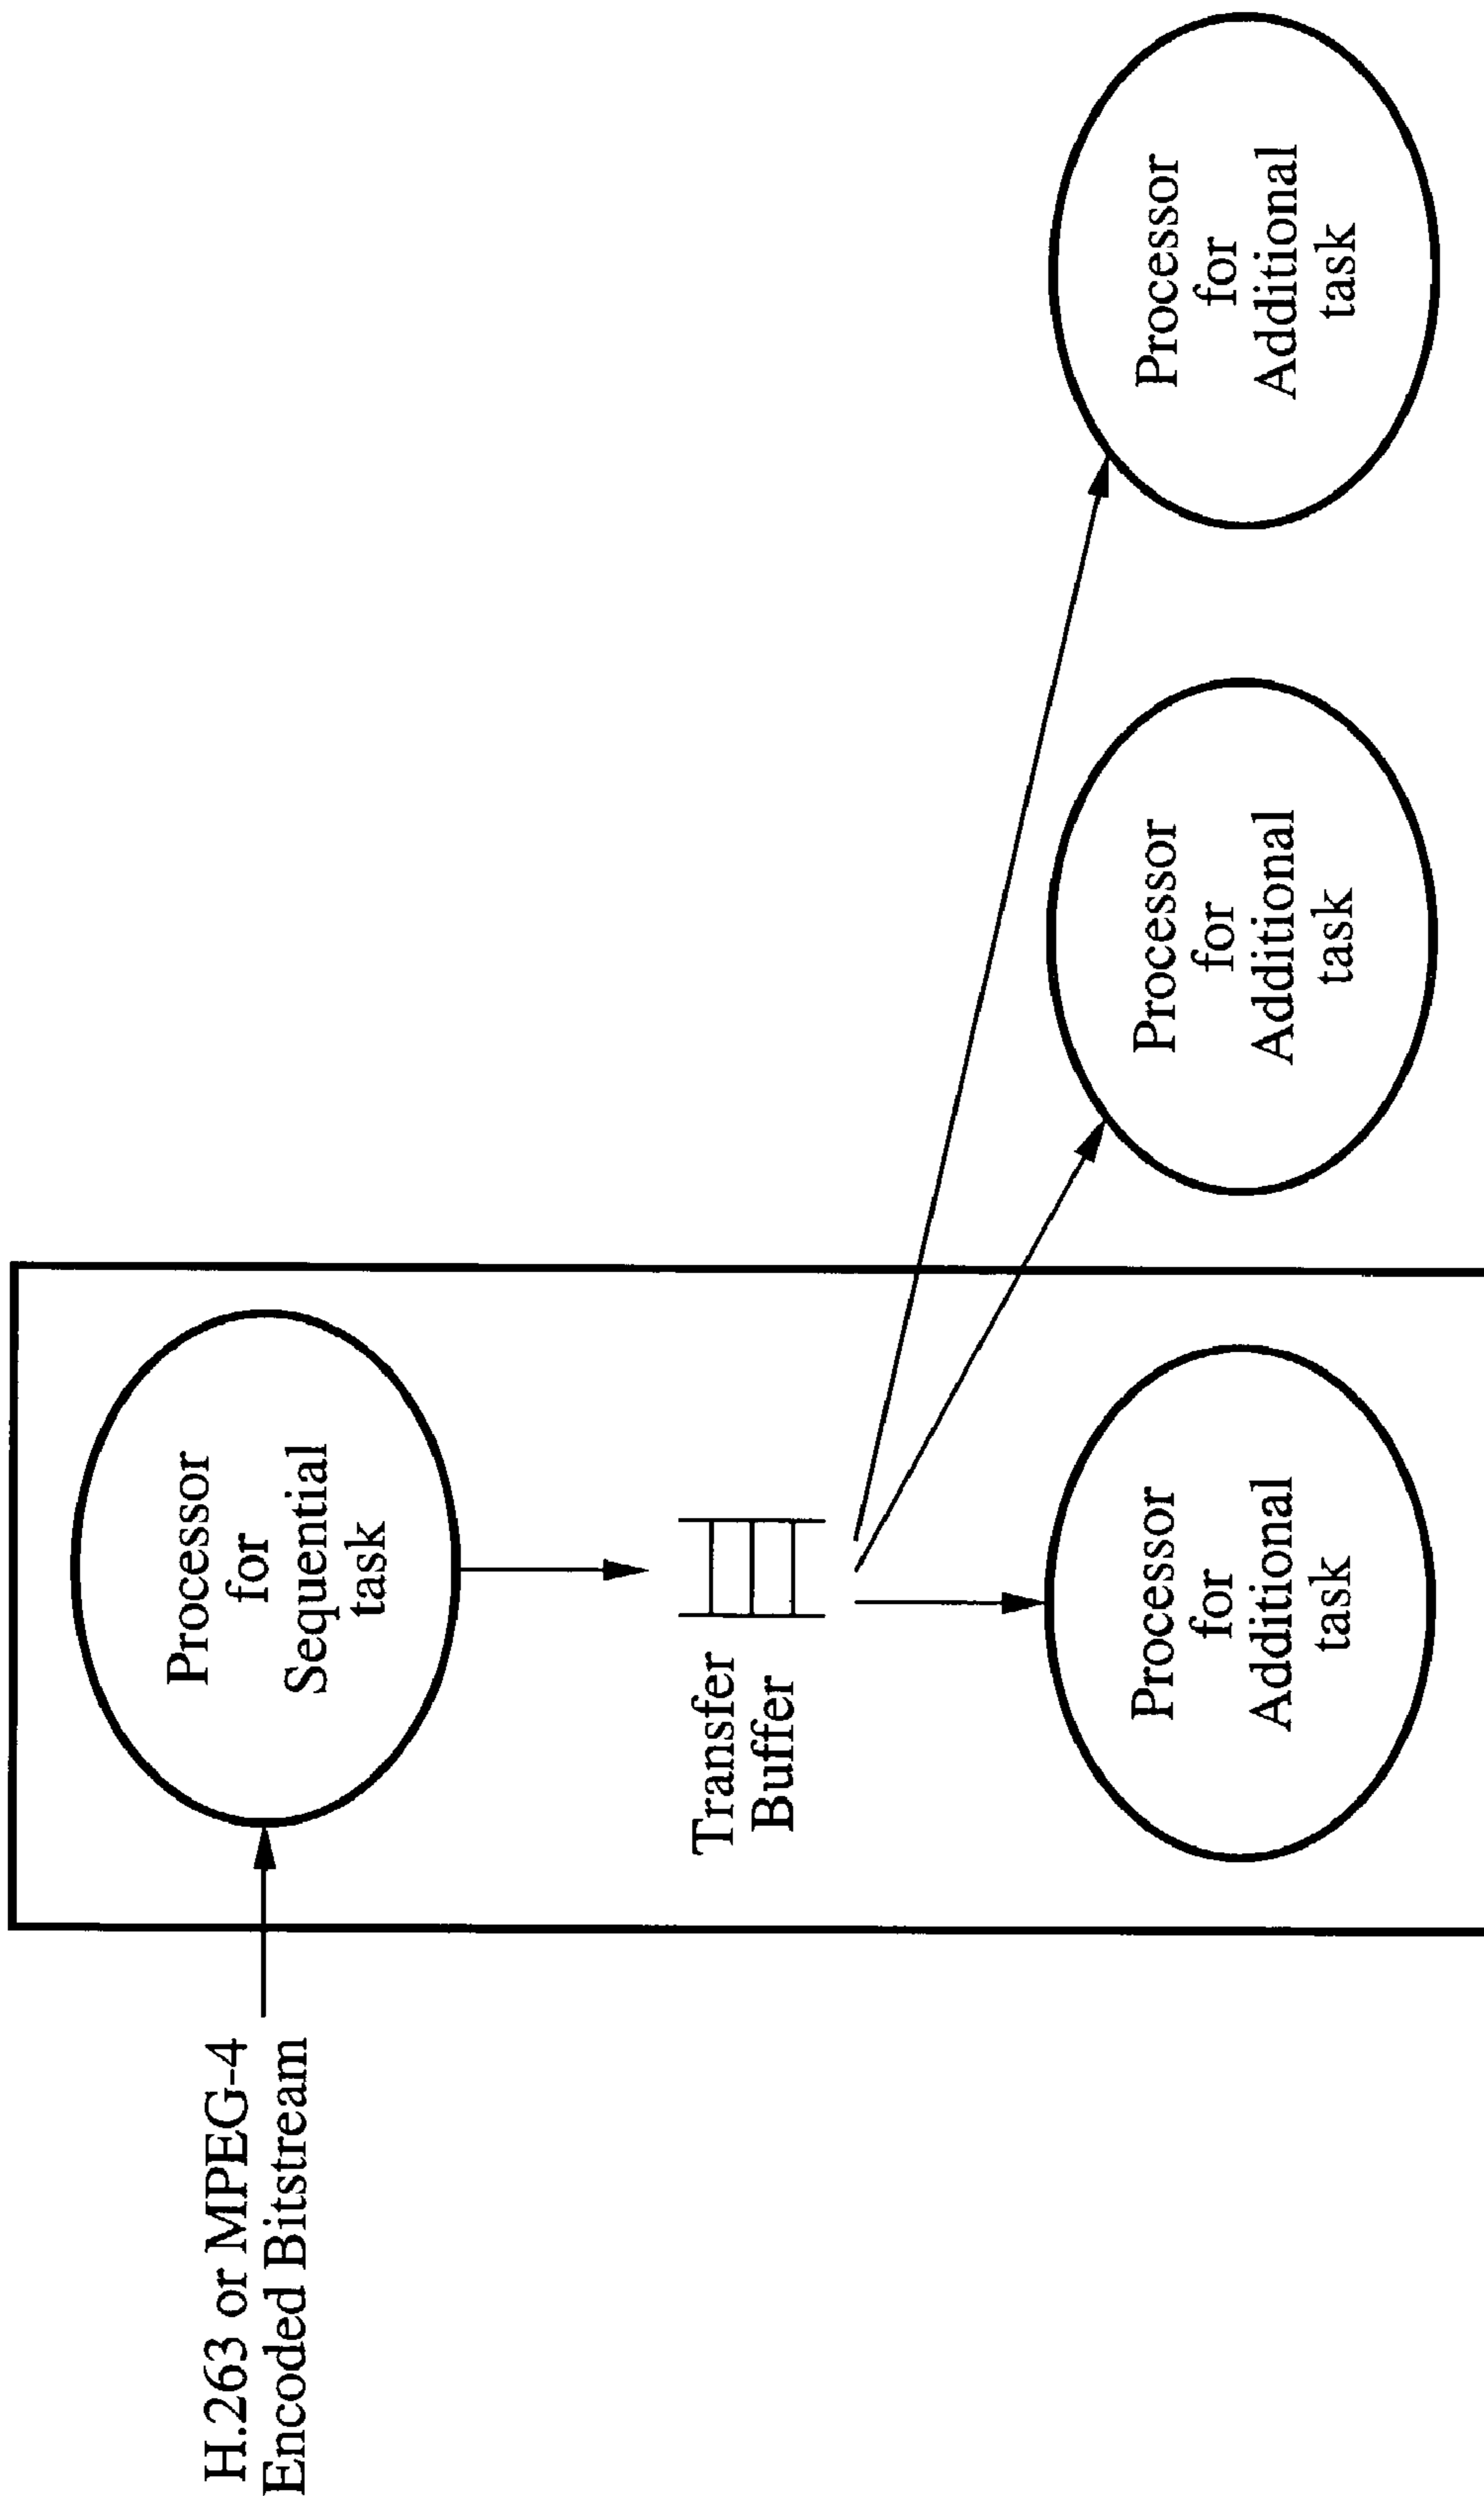 H.263 or MPEG-4
Encoded Bitstream
Processor
for
Sequential
task
Transfer
Buffer
Processor
for
Additional
task
Processor
for
Additional
task
Processor
for
Additional
task